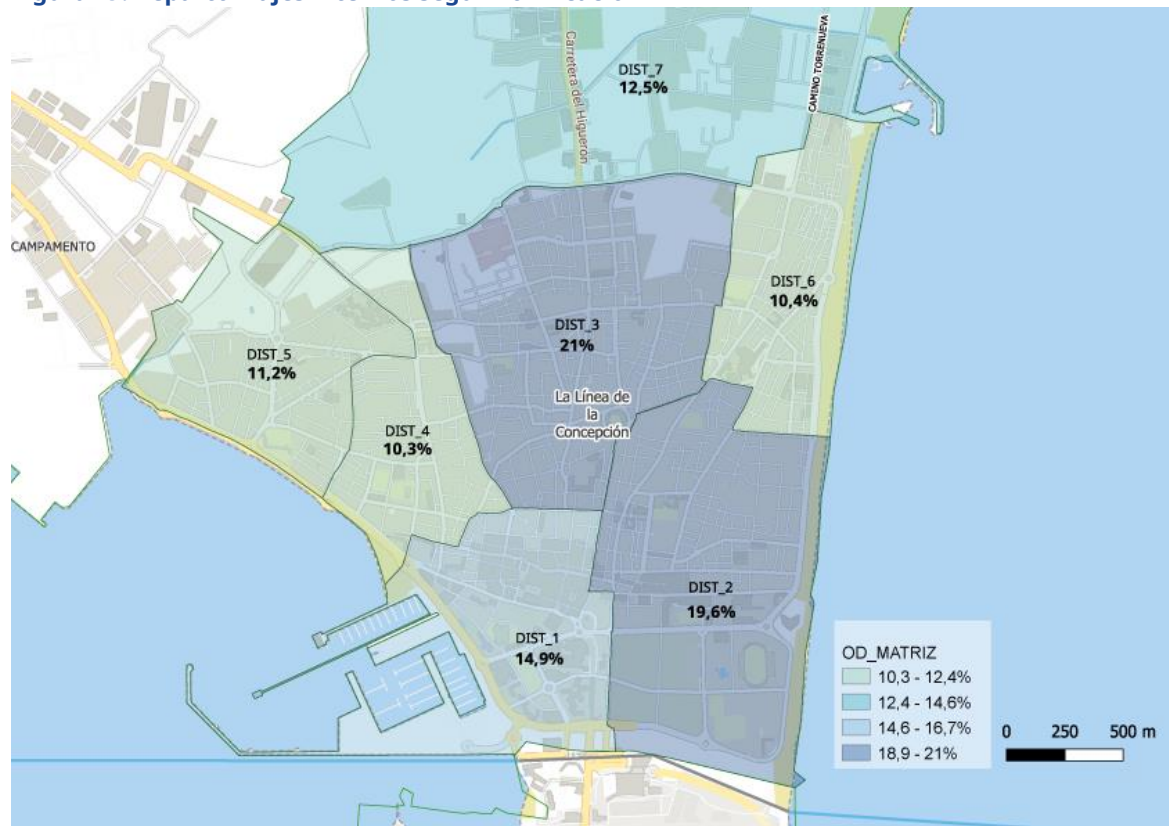 DIST_7
12,5%
Carretera del Higuerón
CAMINO TORRENUEVA
CAMPAMENTO
DIST_6
10,4%
DIST_3
21%
DIST_5
11,2%
La Línea de
la
Concepción
DIST_4
10,3%
DIST_2
19,6%
DIST_1
14,9%
OD_MATRIZ
10,3 - 12,4%
12,4 - 14,6%
14,6 - 16,7%
18,9 - 21%
0 250 500 m